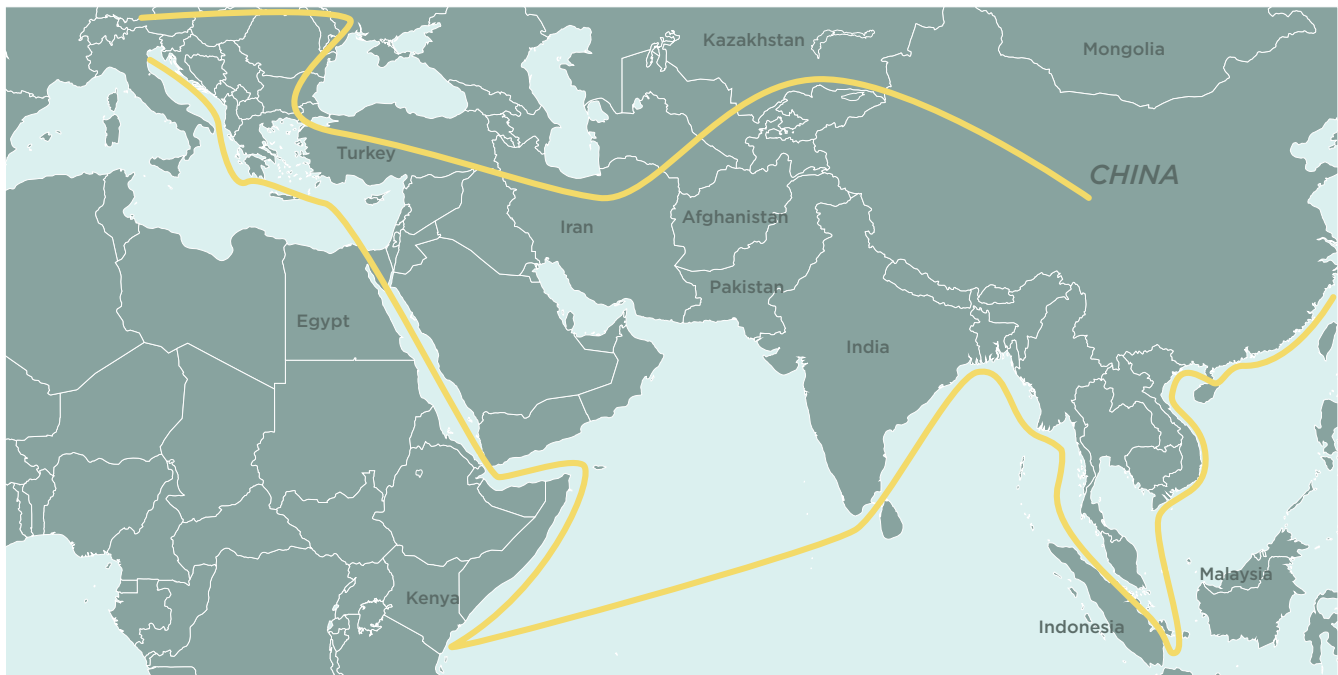 Kazakhstan
Mongolia
Turkey
CHINA
Iran
Afghanistan
Pakistan
Egypt
India
Kenya
Malaysia
Indonesia